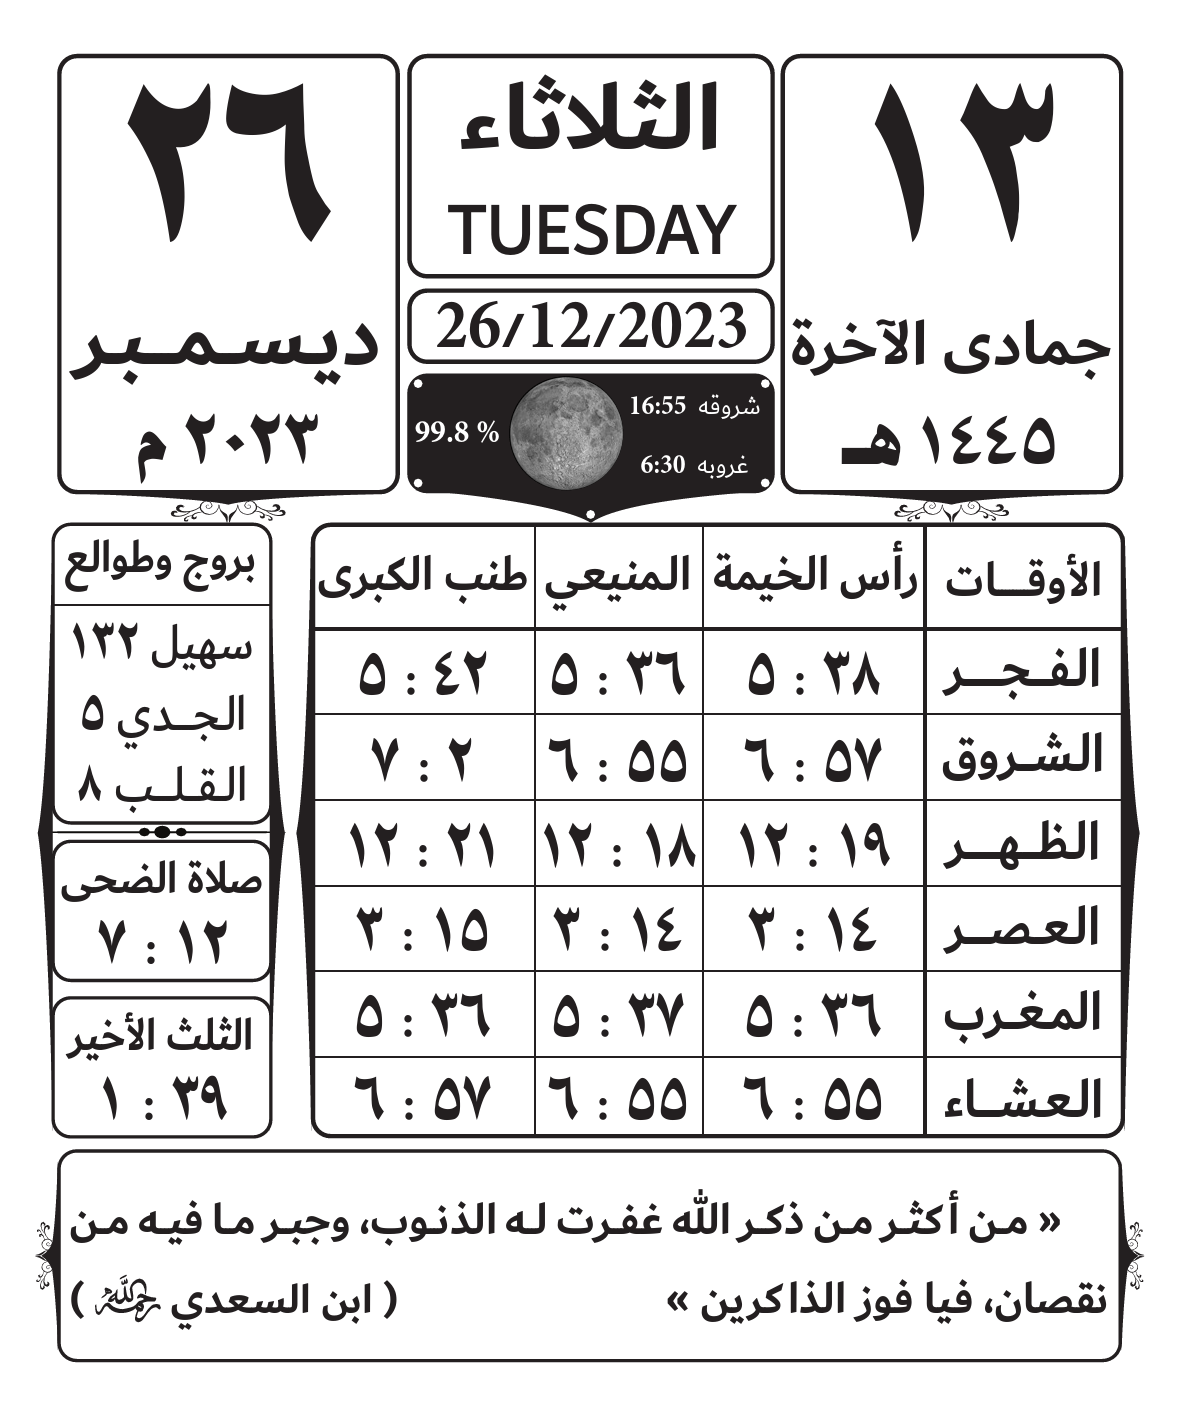 ١٣
جمادى الآخرة
١٤٤٥ هـ
الثلاثاء
TUESDAY
26/12/2023
شروقه 16:55
غروبه 6:30
99.8 %
٢٦
ديسمبر
٢٠٢٣ م
الأوقات رأس الخيمة المنيعي طنب الكبرى
الفجر ٥ : ٣٨ ٥ : ٣٦ ٥ : ٤٢
الشروق ٦ : ٥٧ ٦ : ٥٥ ٧ : ٢
الظهر ١٢ : ١٩ ١٢ : ١٨ ١٢ : ٢١
العصر ٣ : ١٤ ٣ : ١٤ ٣ : ١٥
المغرب ٥ : ٣٦ ٥ : ٣٧ ٥ : ٣٦
العشاء ٦ : ٥٥ ٦ : ٥٥ ٦ : ٥٧
بروج وطوالع
سهيل ١٣٢
الجدي ٥
القلب ٨
صلاة الضحى
٧ : ١٢
الثلث الأخير
١ : ٣٩
« من أكثر من ذكر الله غفرت له الذنوب، وجبر ما فيه من
نقصان، فيا فوز الذاكرين » ( ابن السعدي رحمه الله )